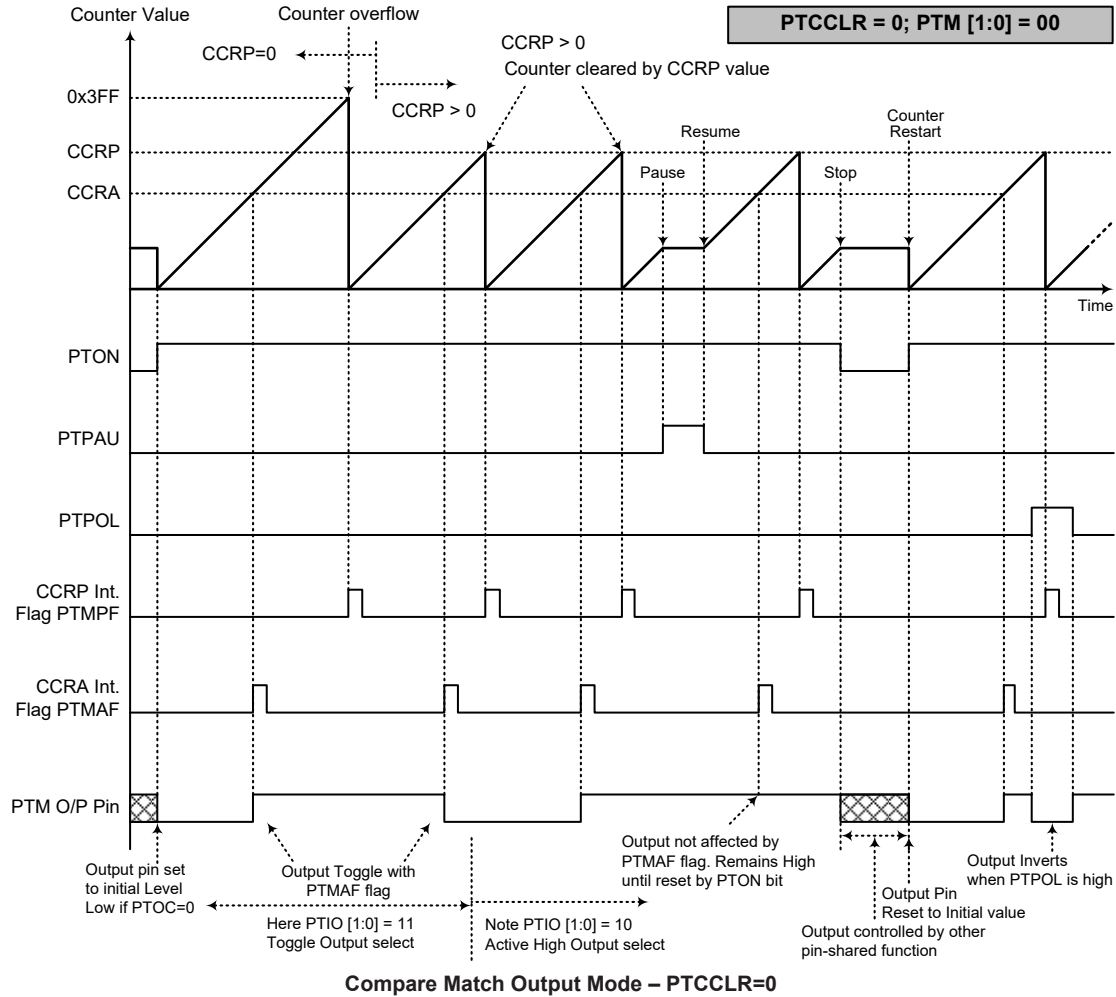 Counter Value
Counter overflow
PTCCLR = 0; PTM [1:0] = 00
CCRP=0
CCRP > 0
CCRP > 0
Counter cleared by CCRP value
0x3FF
CCRP
CCRA
Pause
Resume
Stop
Counter
Restart
Time
PTON
PTPAU
PTPOL
CCRP Int.
Flag PTMPF
CCRA Int.
Flag PTMAF
PTM O/P Pin
Output pin set
to initial Level
Low if PTOC=0
Output Toggle with
PTMAF flag
Here PTIO [1:0] = 11
Toggle Output select
Note PTIO [1:0] = 10
Active High Output select
Output not affected by
PTMAF flag. Remains High
until reset by PTON bit
Output Pin
Reset to Initial value
Output controlled by other
pin-shared function
Output Inverts
when PTPOL is high
Compare Match Output Mode – PTCCLR=0